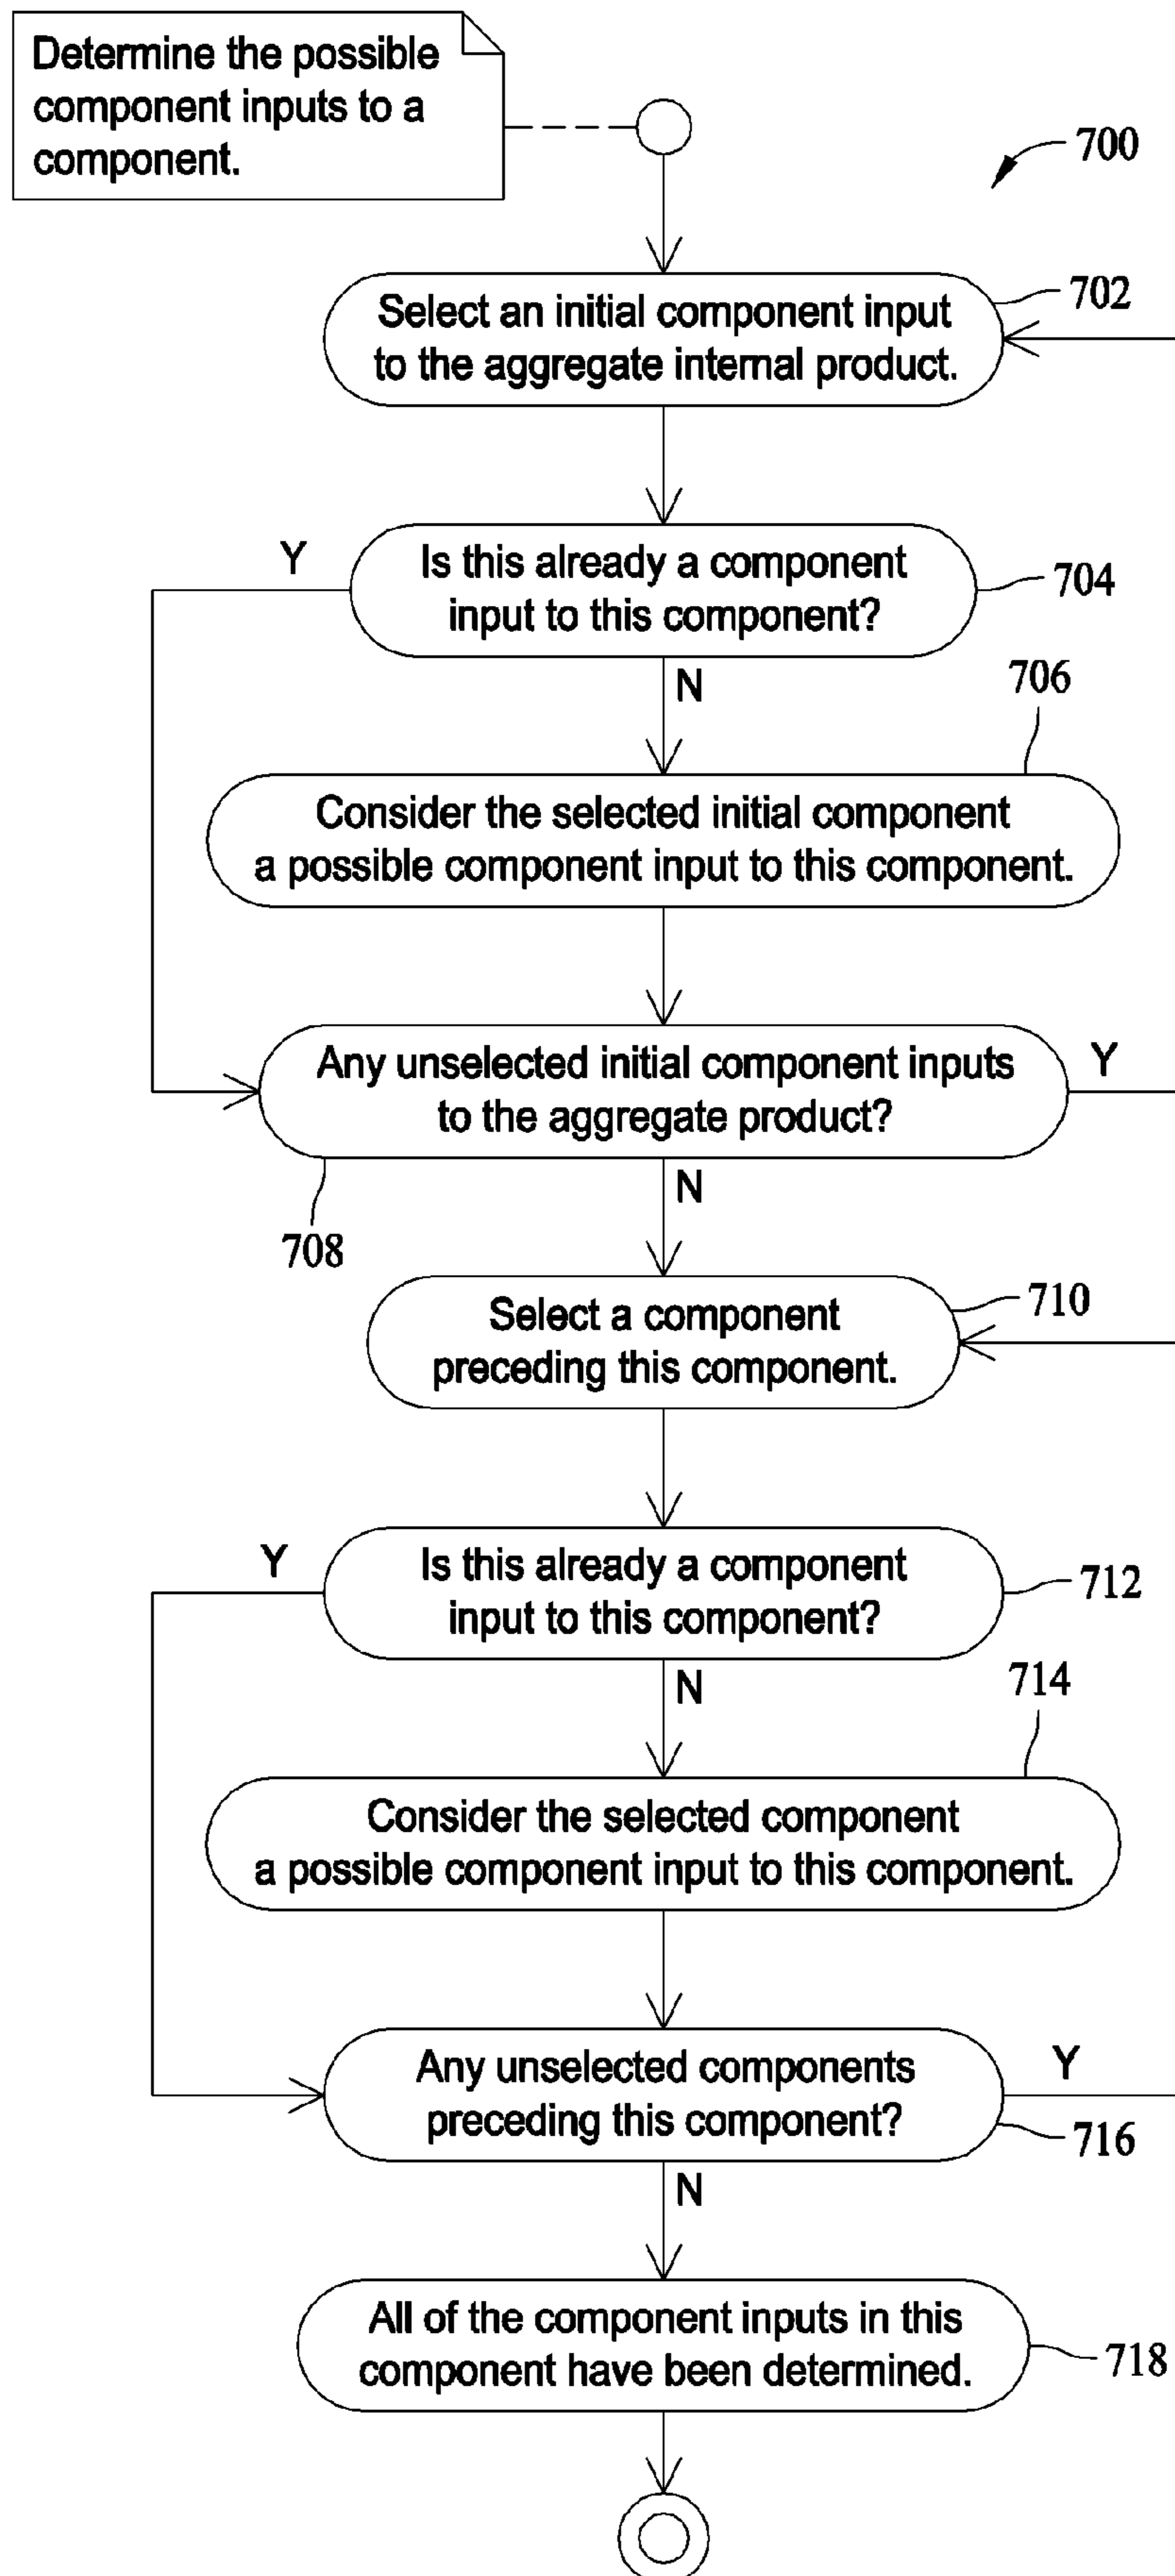 Determine the possible
component inputs to a
component.
700
Select an initial component input
to the aggregate internal product.
702
Y
Is this already a component
input to this component?
704
N
706
Consider the selected initial component
a possible component input to this component.
Any unselected initial component inputs
to the aggregate product?
Y
N
708
Select a component
preceding this component.
710
Y
Is this already a component
input to this component?
712
N
714
Consider the selected component
a possible component input to this component.
Any unselected components
preceding this component?
Y
716
N
All of the component inputs in this
component have been determined.
718